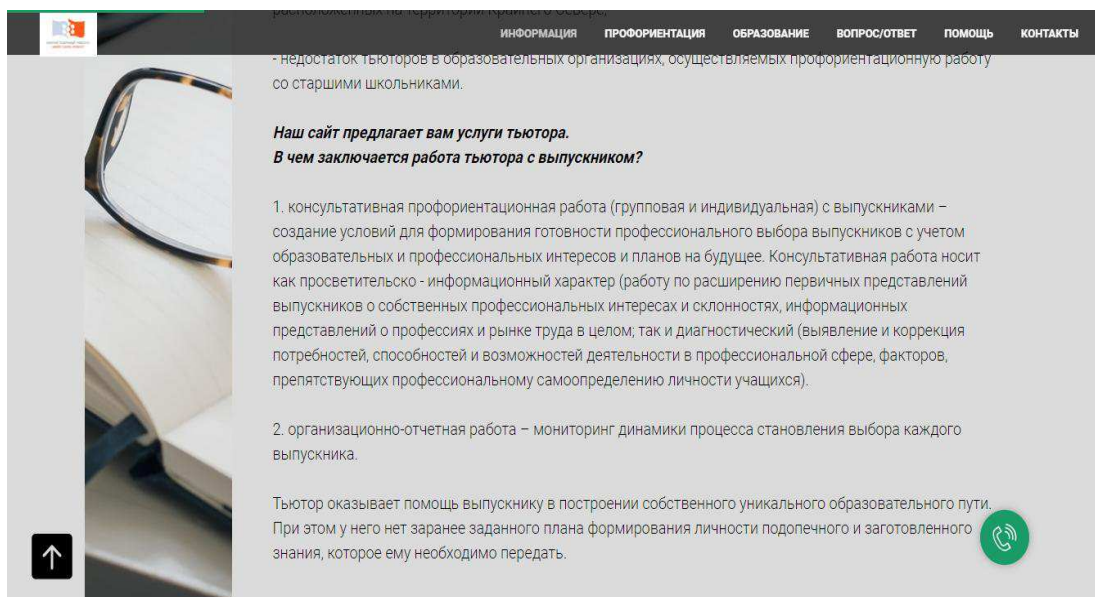 ИНФОРМАЦИЯ ПРОФОРИЕНТАЦИЯ ОБРАЗОВАНИЕ ВОПРОС/ОТВЕТ ПОМОЩЬ КОНТАКТЫ
расположенных на территории Крайнего Севера;
- недостаток тьюторов в образовательных организациях, осуществляемых профориентационную работу
со старшими школьниками.
Наш сайт предлагает вам услуги тьютора.
В чем заключается работа тьютора с выпускником?
1. консультативная профориентационная работа (групповая и индивидуальная) с выпускниками –
создание условий для формирования готовности профессионального выбора выпускников с учетом
образовательных и профессиональных интересов и планов на будущее. Консультативная работа носит
как просветительско - информационный характер (работу по расширению первичных представлений
выпускников о собственных профессиональных интересах и склонностях, информационных
представлений о профессиях и рынке труда в целом; так и диагностический (выявление и коррекция
потребностей, способностей и возможностей деятельности в профессиональной сфере, факторов,
препятствующих профессиональному самоопределению личности учащихся).
2. организационно-отчетная работа – мониторинг динамики процесса становления выбора каждого
выпускника.
Тьютор оказывает помощь выпускнику в построении собственного уникального образовательного пути.
При этом у него нет заранее заданного плана формирования личности подопечного и заготовленного
знания, которое ему необходимо передать.